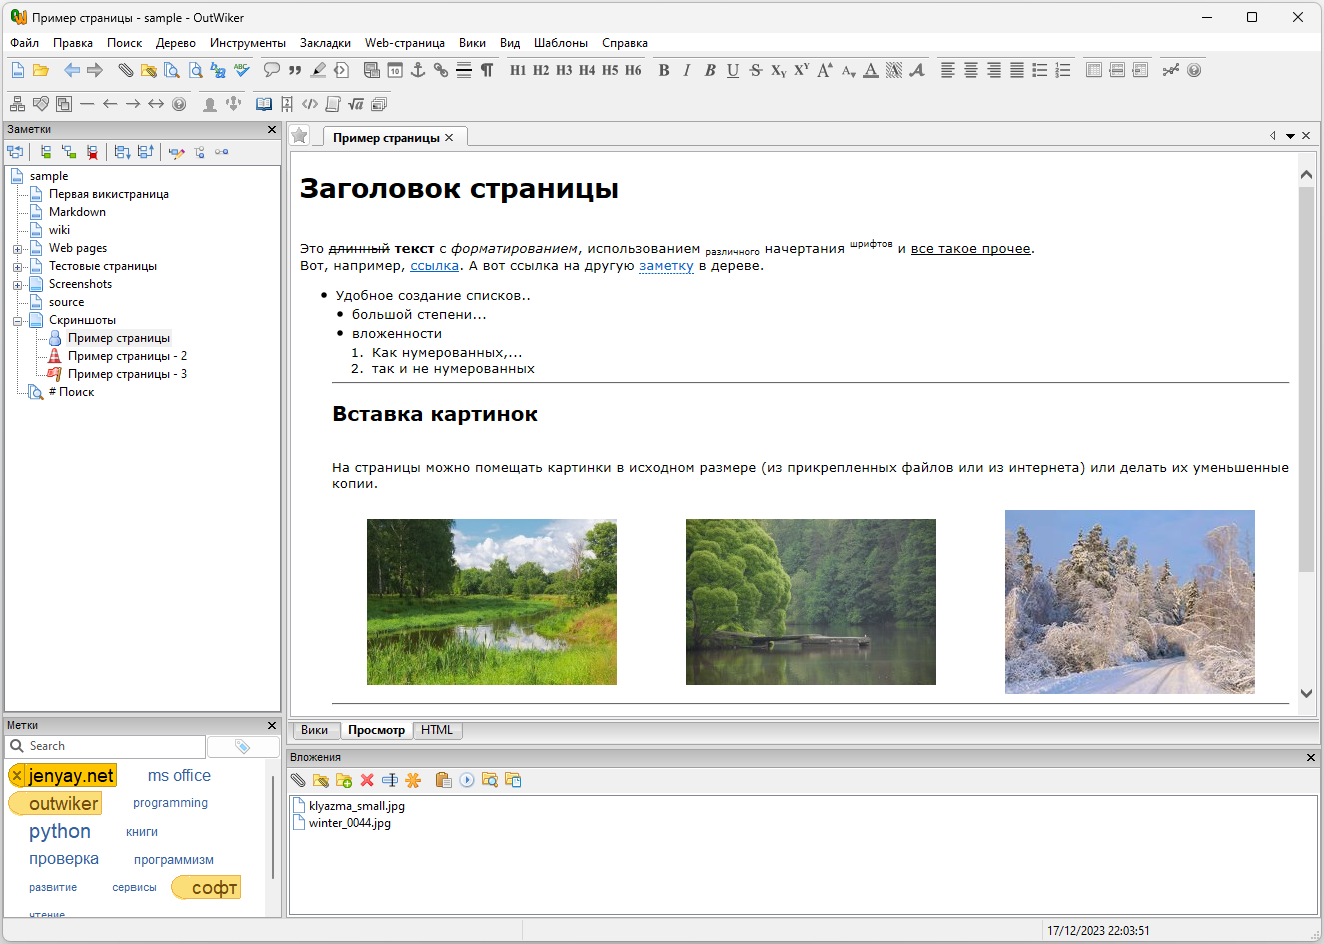 Пример страницы - sample - OutWiker
Файл Правка Поиск Дерево Инструменты Закладки Web-страница Вики Вид Шаблоны Справка
H1 H2 H3 H4 H5 H6 B I B U S
Заметки
sample
Первая викистраница
Markdown
wiki
Web pages
Тестовые страницы
Screenshots
source
Скриншоты
Пример страницы
Пример страницы - 2
Пример страницы - 3
# Поиск
Метки
Search
jenyay.net ms office
outwiker programming
python книги
проверка программизм
развитие сервисы софт
чтение
Пример страницы
Заголовок страницы
Это длинный текст с форматированием, использованием различного начертания шрифтов и все такое прочее.
Вот, например, ссылка. А вот ссылка на другую заметку в дереве.
Удобное создание списков..
большой степени...
вложенности
1. Как нумерованных,...
2. так и не нумерованных
Вставка картинок
На страницы можно помещать картинки в исходном размере (из прикрепленных файлов или из интернета) или делать их уменьшенные
копии.
Вики Просмотр HTML
Вложения
klyazma_small.jpg
winter_0044.jpg
17/12/2023 22:03:51